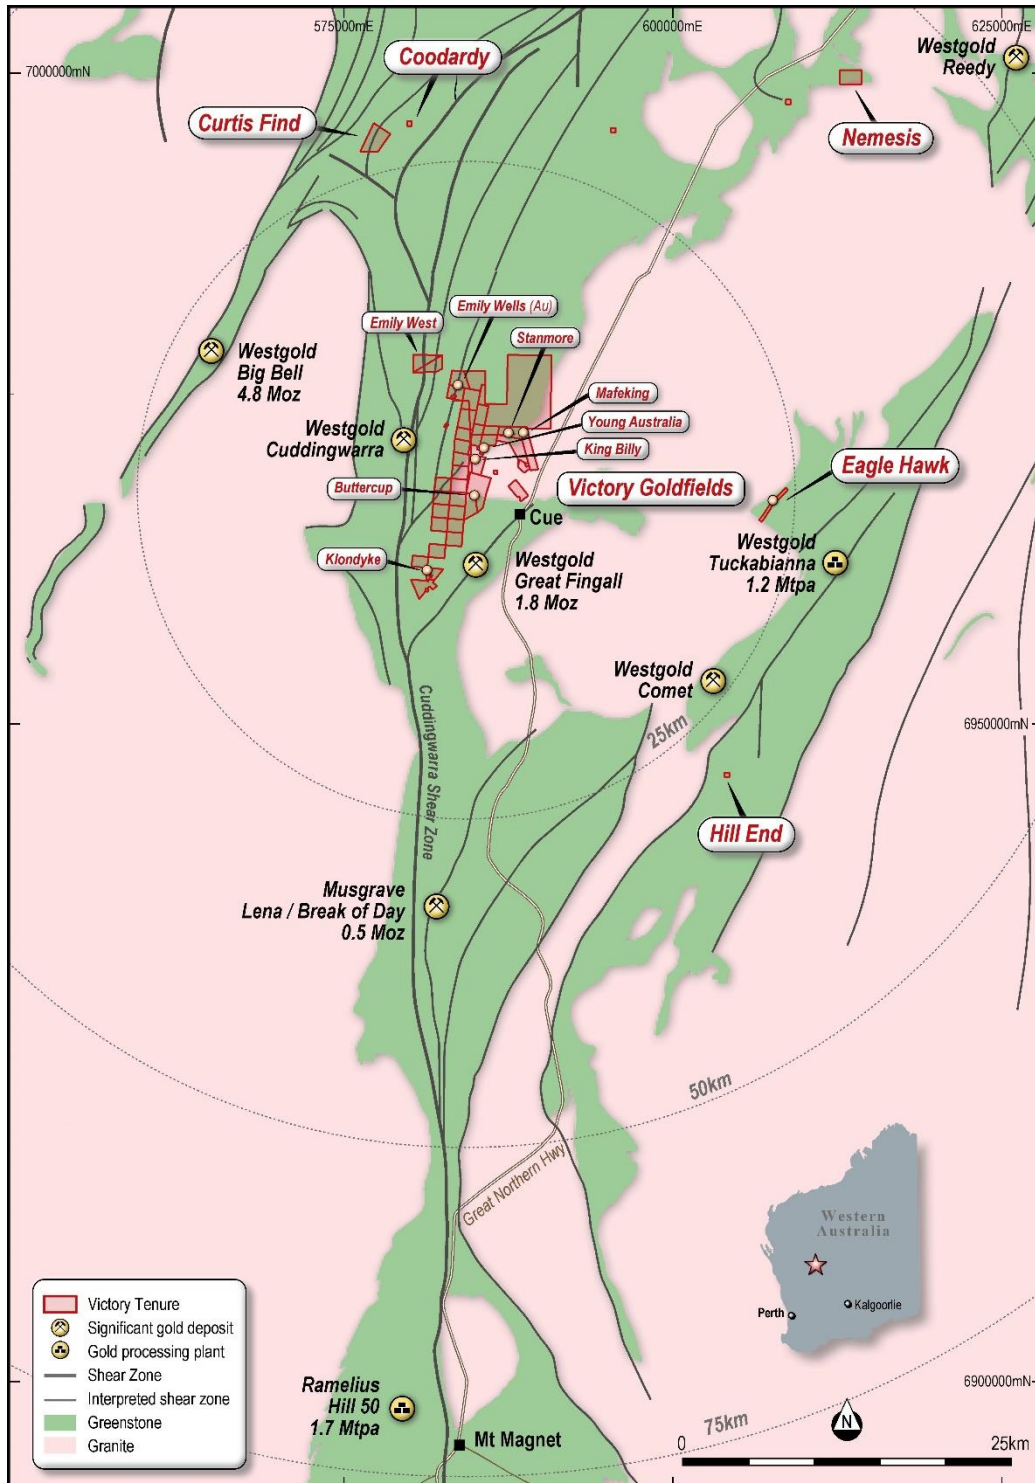 575000mE
600000mE
625000mE
7000000mN
Coodardy
Westgold
Reedy
Curtis Find
Nemesis
Emily Wells (Au)
Emily West
Stanmore
Westgold
Big Bell
4.8 Moz
Mafeking
Westgold
Cuddingwarra
Young Australia
King Billy
Eagle Hawk
Buttercup
Victory Goldfields
Cue
Westgold
Tuckabianna
1.2 Mtpa
Klondyke
Westgold
Great Fingall
1.8 Moz
Westgold
Comet
Cuddingwarra Shear Zone
25km
6950000mN
Hill End
Musgrave
Lena / Break of Day
0.5 Moz
50km
Great Northern Hwy
Western
Australia
Perth
Kalgoorlie
Victory Tenure
Significant gold deposit
Gold processing plant
Shear Zone
Interpreted shear zone
Greenstone
Granite
Ramelius
Hill 50
1.7 Mtpa
Mt Magnet
75km
6900000mN
N
0
25km